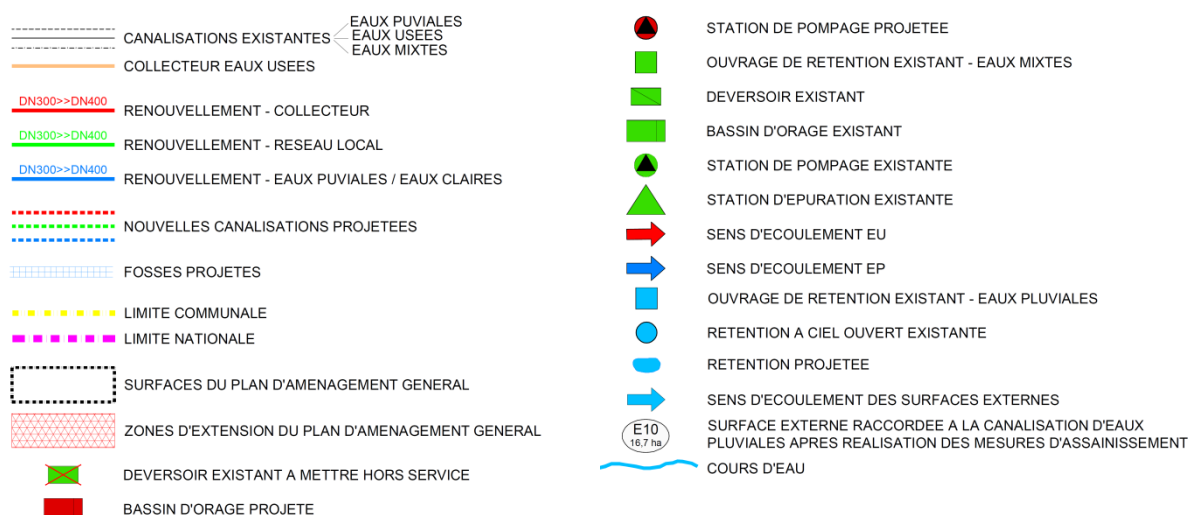 CANALISATIONS EXISTANTES
EAUX PUVIALES
EAUX USEES
EAUX MIXTES
COLLECTEUR EAUX USEES
DN300>>DN400
RENOUVELLEMENT - COLLECTEUR
DN300>>DN400
RENOUVELLEMENT - RESEAU LOCAL
DN300>>DN400
RENOUVELLEMENT - EAUX PUVIALES / EAUX CLAIRES
NOUVELLES CANALISATIONS PROJETEES
FOSSES PROJETES
LIMITE COMMUNALE
LIMITE NATIONALE
SURFACES DU PLAN D'AMENAGEMENT GENERAL
ZONES D'EXTENSION DU PLAN D'AMENAGEMENT GENERAL
DEVERSOIR EXISTANT A METTRE HORS SERVICE
BASSIN D'ORAGE PROJETE
STATION DE POMPAGE PROJETEE
OUVRAGE DE RETENTION EXISTANT - EAUX MIXTES
DEVERSOIR EXISTANT
BASSIN D'ORAGE EXISTANT
STATION DE POMPAGE EXISTANTE
STATION D'EPURATION EXISTANTE
SENS D'ECOULEMENT EU
SENS D'ECOULEMENT EP
OUVRAGE DE RETENTION EXISTANT - EAUX PLUVIALES
RETENTION A CIEL OUVERT EXISTANTE
RETENTION PROJETEE
SENS D'ECOULEMENT DES SURFACES EXTERNES
E10
16,7 ha
SURFACE EXTERNE RACCORDEE A LA CANALISATION D'EAUX
PLUVIALES APRES REALISATION DES MESURES D'ASSAINISSEMENT
COURS D'EAU